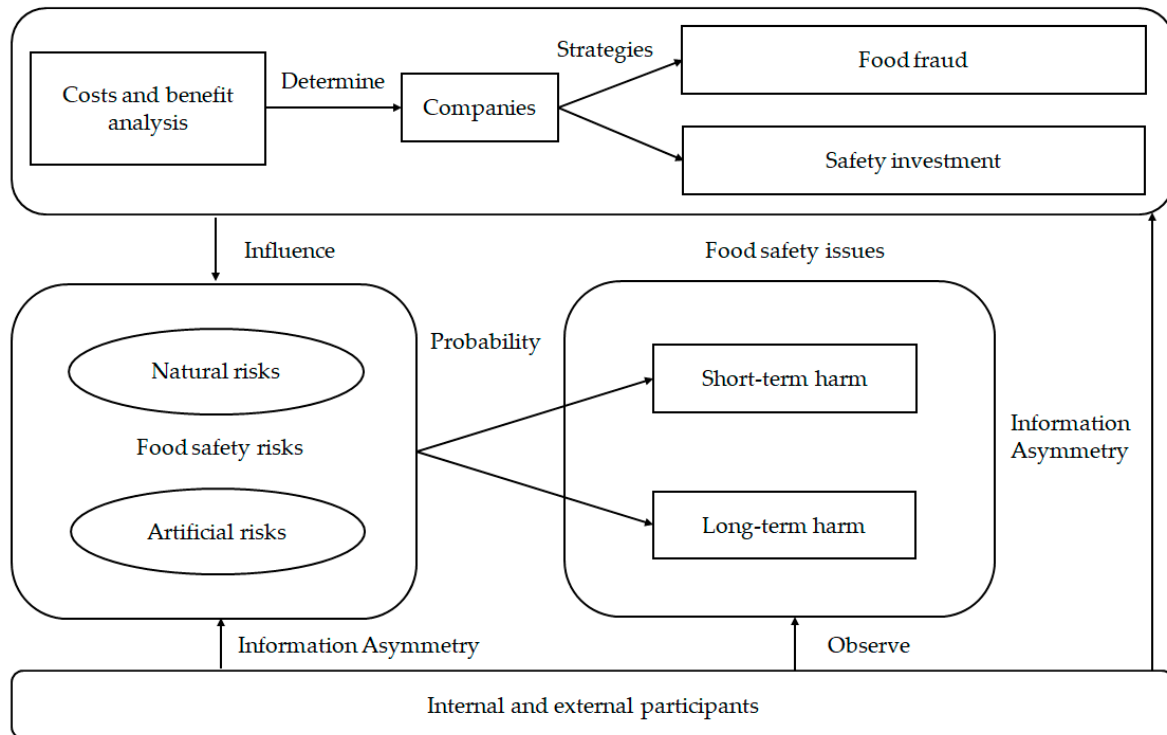 Costs and benefit
analysis
Determine
Companies
Strategies
Food fraud
Safety investment
Influence
Food safety issues
Natural risks
Food safety risks
Artificial risks
Probability
Short-term harm
Long-term harm
Information
Asymmetry
Information Asymmetry
Observe
Internal and external participants